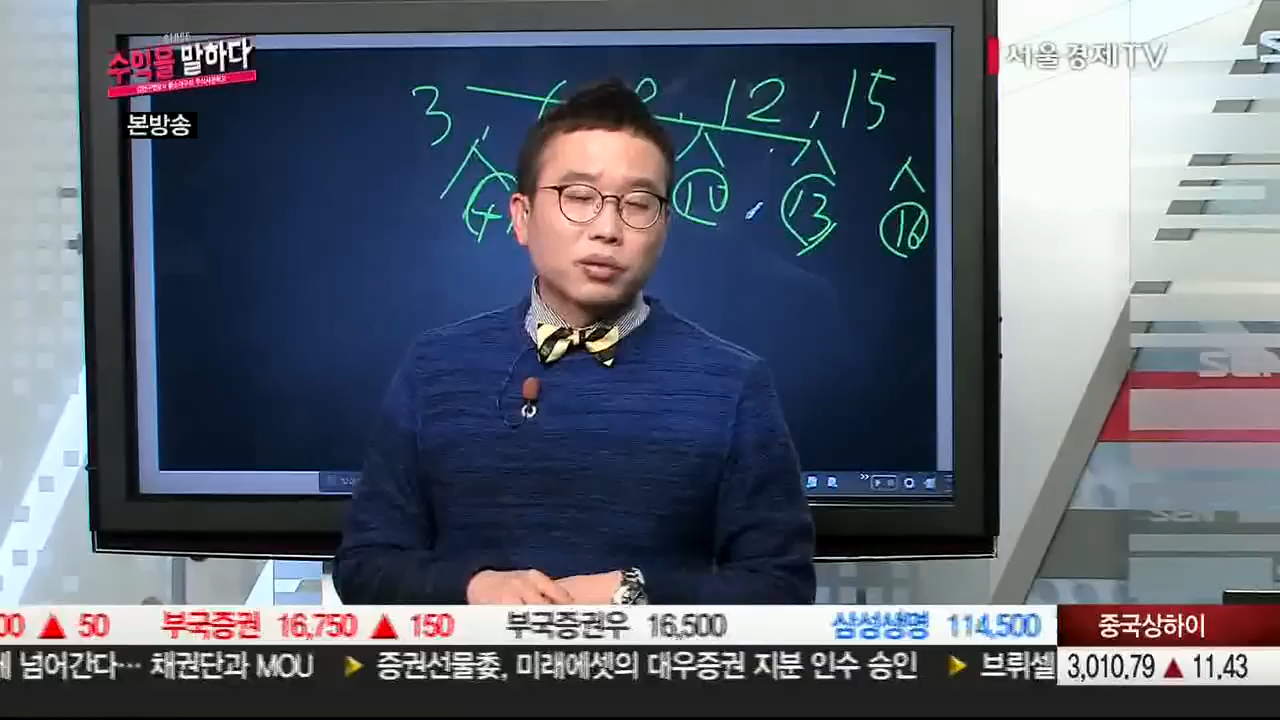 수익을 말하다
서울경제TV
본방송
3 12, 15
4 10 13 16
50 부국증권 16,750 ▲ 150 부국증권우 16,500 삼성생명 114,500 중국상하이
넘어간다… 채권단과 MOU ▶ 증권선물委, 미래에셋의 대우증권 지분 인수 승인 ▶ 브뤼셀 3,010.79 ▲ 11.43